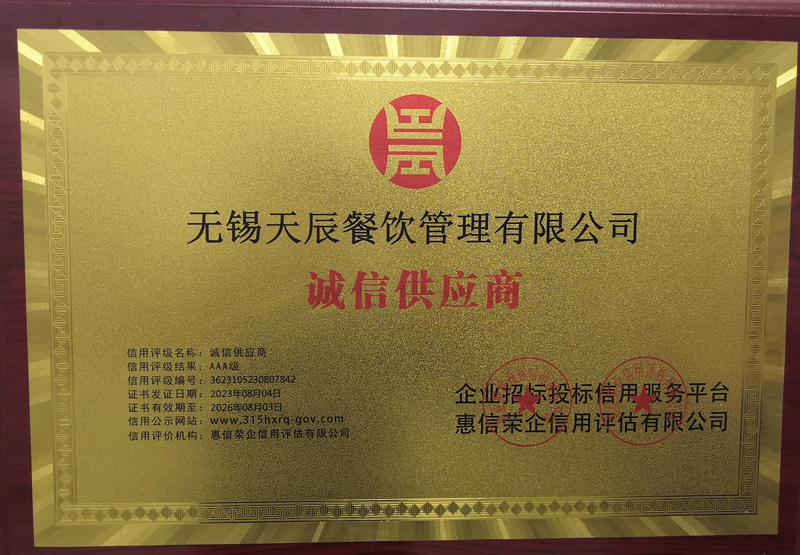 无锡天辰餐饮管理有限公司
诚信供应商
信用评级名称：诚信供应商
信用评级结果：AAA级
信用评级编号：3623105230807842
证书发证日期：2023年08月04日
证书有效期至：2026年08月03日
信用公示网站：www.315hxrq-gov.com
信用评价机构：惠信荣企信用评估有限公司
企业招标投标信用服务平台
惠信荣企信用评估有限公司